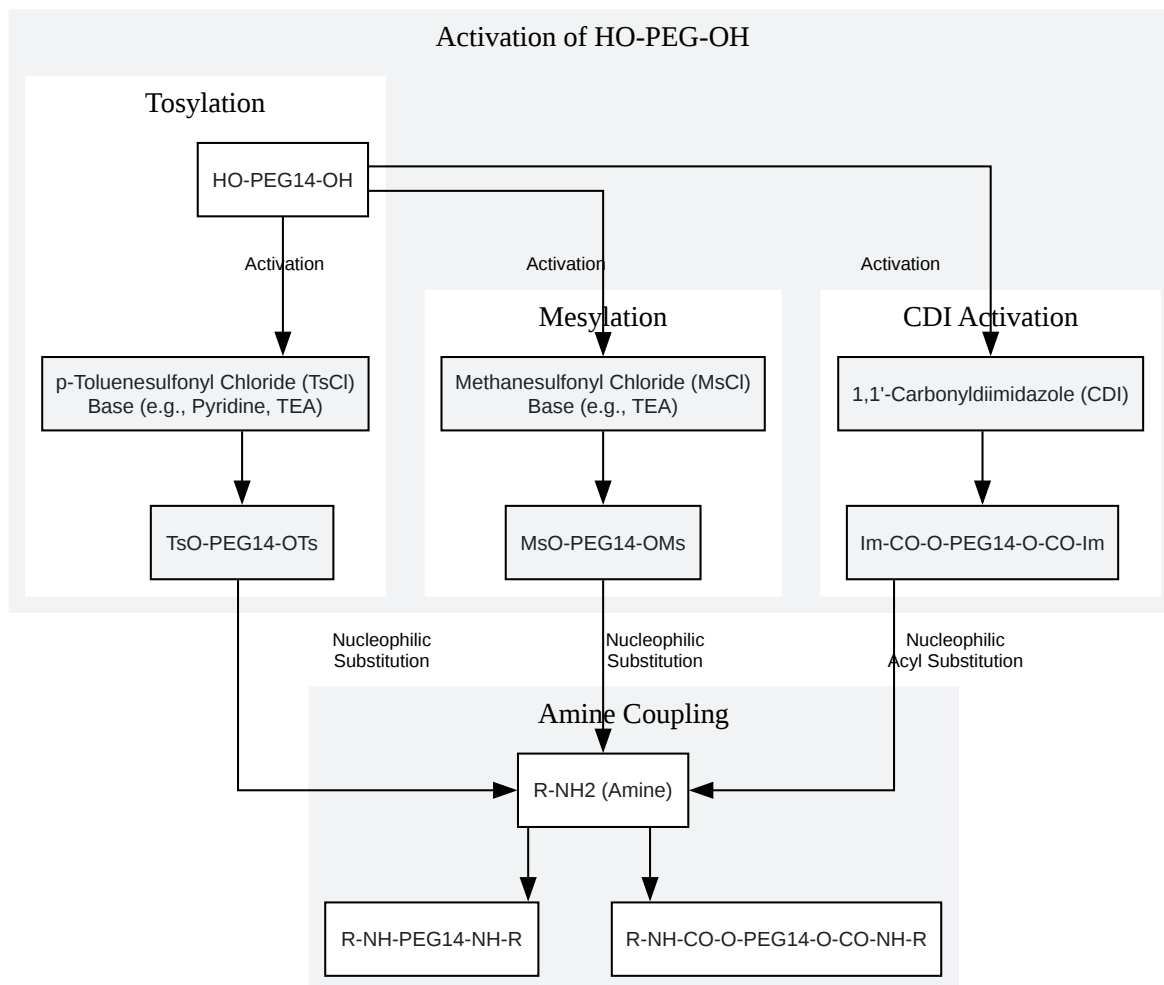 Activation of HO-PEG-OH
Tosylation
HO-PEG14-OH
Activation
Activation
Activation
Mesylation
CDI Activation
p-Toluenesulfonyl Chloride (TsCl)
Base (e.g., Pyridine, TEA)
Methanesulfonyl Chloride (MsCl)
Base (e.g., TEA)
1,1'-Carbonyldiimidazole (CDI)
TsO-PEG14-OTs
MsO-PEG14-OMs
Im-CO-O-PEG14-O-CO-Im
Nucleophilic
Substitution
Nucleophilic
Substitution
Nucleophilic
Acyl Substitution
Amine Coupling
R-NH2 (Amine)
R-NH-PEG14-NH-R
R-NH-CO-O-PEG14-O-CO-NH-R